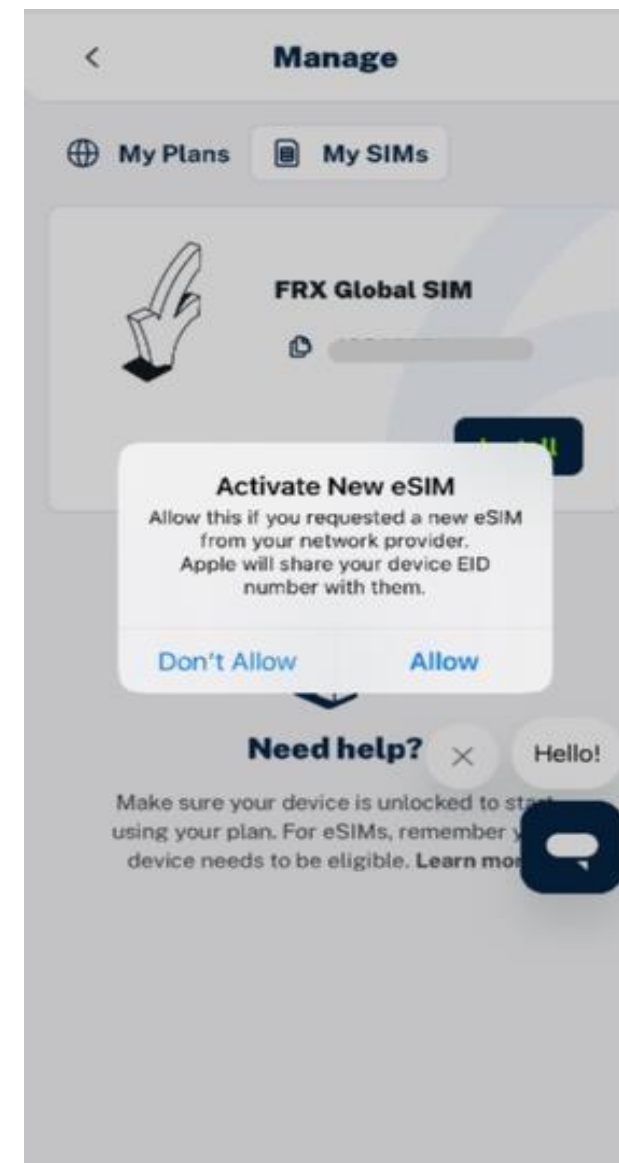 Manage
My Plans
My SIMs
FRX Global SIM
Activate New eSIM
Allow this if you requested a new eSIM
from your network provider.
Apple will share your device EID
number with them.
Don't Allow
Allow
Need help?
Hello!
Make sure your device is unlocked to
using your plan. For eSIMs, remember
device needs to be eligible. Learn